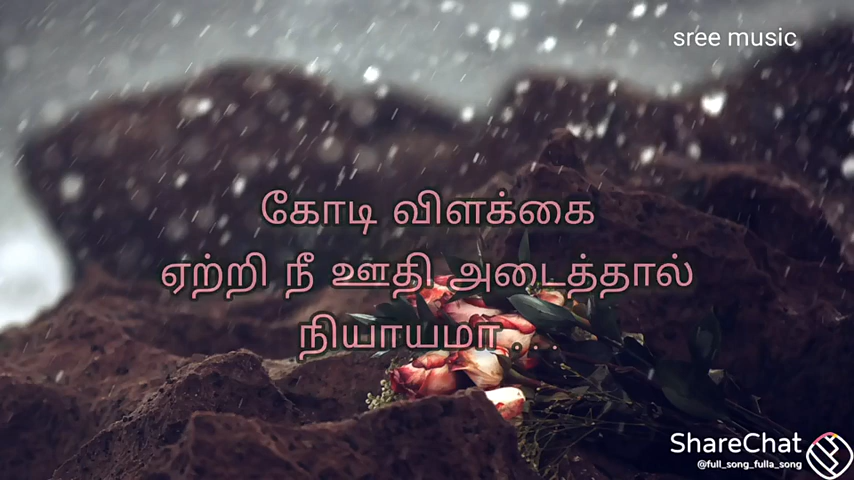 sree music
கோடி விளக்கை
ஏற்றி நீ ஊதி அடைத்தால்
நியாயமா . . .
ShareChat
@full_song_fulla_song